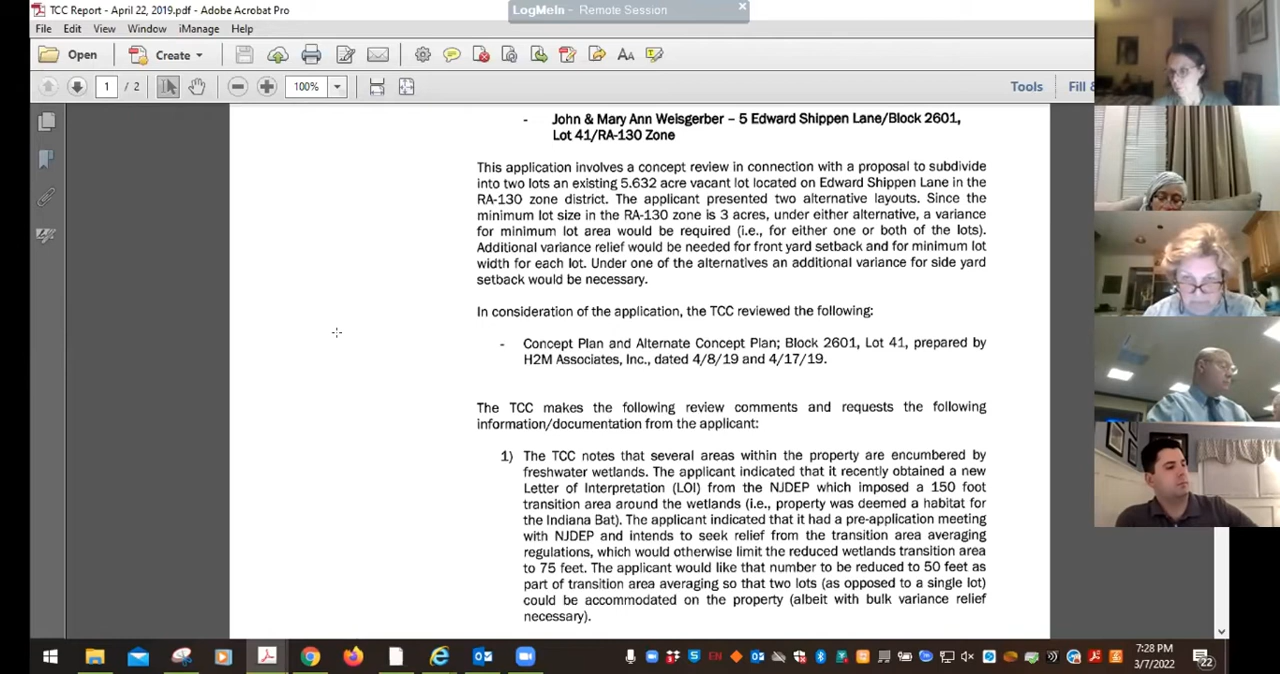 TCC Report - April 22, 2019.pdf - Adobe Acrobat Pro
LogMeIn - Remote Session
File Edit View Window iManage Help
Open Create
1 / 2 100% Tools Fill &
- John & Mary Ann Weisgerber – 5 Edward Shippen Lane/Block 2601,
Lot 41/RA-130 Zone
This application involves a concept review in connection with a proposal to subdivide
into two lots an existing 5.632 acre vacant lot located on Edward Shippen Lane in the
RA-130 zone district. The applicant presented two alternative layouts. Since the
minimum lot size in the RA-130 zone is 3 acres, under either alternative, a variance
for minimum lot area would be required (i.e., for either one or both of the lots).
Additional variance relief would be needed for front yard setback and for minimum lot
width for each lot. Under one of the alternatives an additional variance for side yard
setback would be necessary.
In consideration of the application, the TCC reviewed the following:
- Concept Plan and Alternate Concept Plan; Block 2601, Lot 41, prepared by
H2M Associates, Inc., dated 4/8/19 and 4/17/19.
The TCC makes the following review comments and requests the following
information/documentation from the applicant:
1) The TCC notes that several areas within the property are encumbered by
freshwater wetlands. The applicant indicated that it recently obtained a new
Letter of Interpretation (LOI) from the NJDEP which imposed a 150 foot
transition area around the wetlands (i.e., property was deemed a habitat for
the Indiana Bat). The applicant indicated that it had a pre-application meeting
with NJDEP and intends to seek relief from the transition area averaging
regulations, which would otherwise limit the reduced wetlands transition area
to 75 feet. The applicant would like that number to be reduced to 50 feet as
part of transition area averaging so that two lots (as opposed to a single lot)
could be accommodated on the property (albeit with bulk variance relief
necessary).
7:28 PM
3/7/2022
22